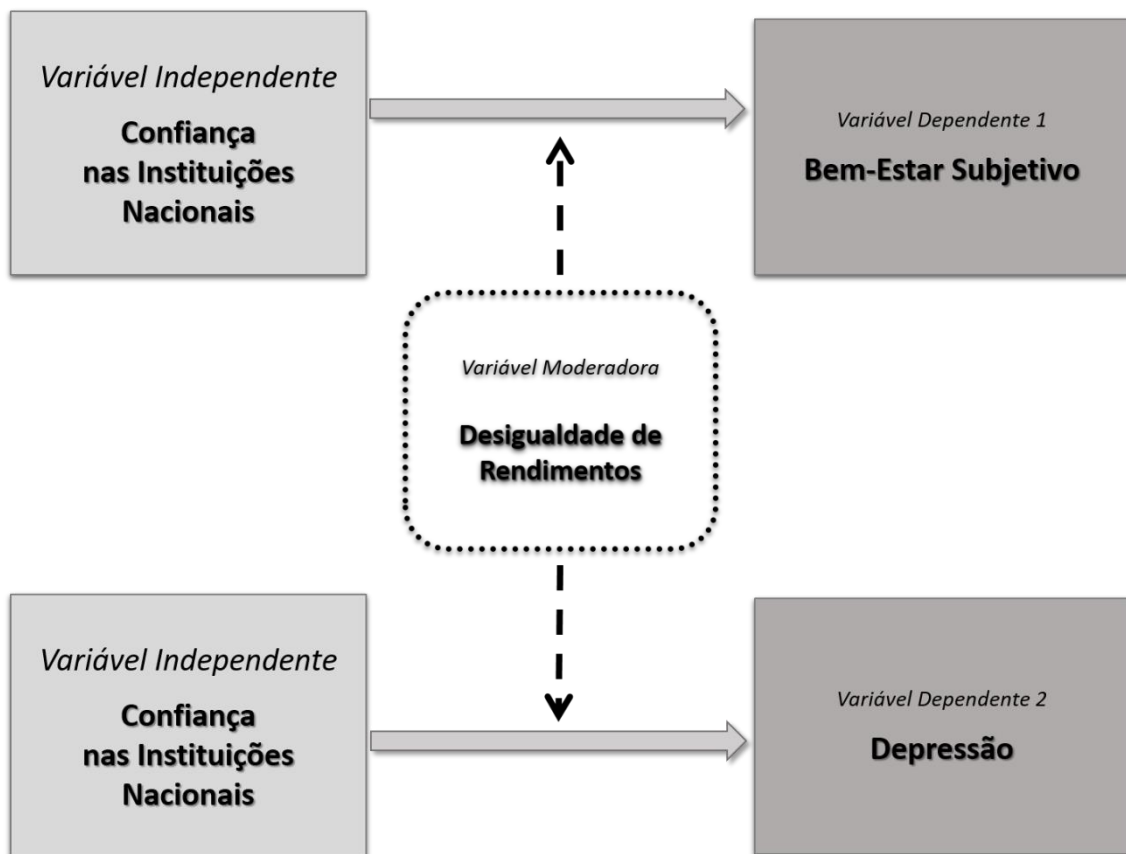 Variável Independente
Confiança
nas Instituições
Nacionais
Variável Dependente 1
Bem-Estar Subjetivo
Variável Moderadora
Desigualdade de
Rendimentos
Variável Independente
Confiança
nas Instituições
Nacionais
Variável Dependente 2
Depressão